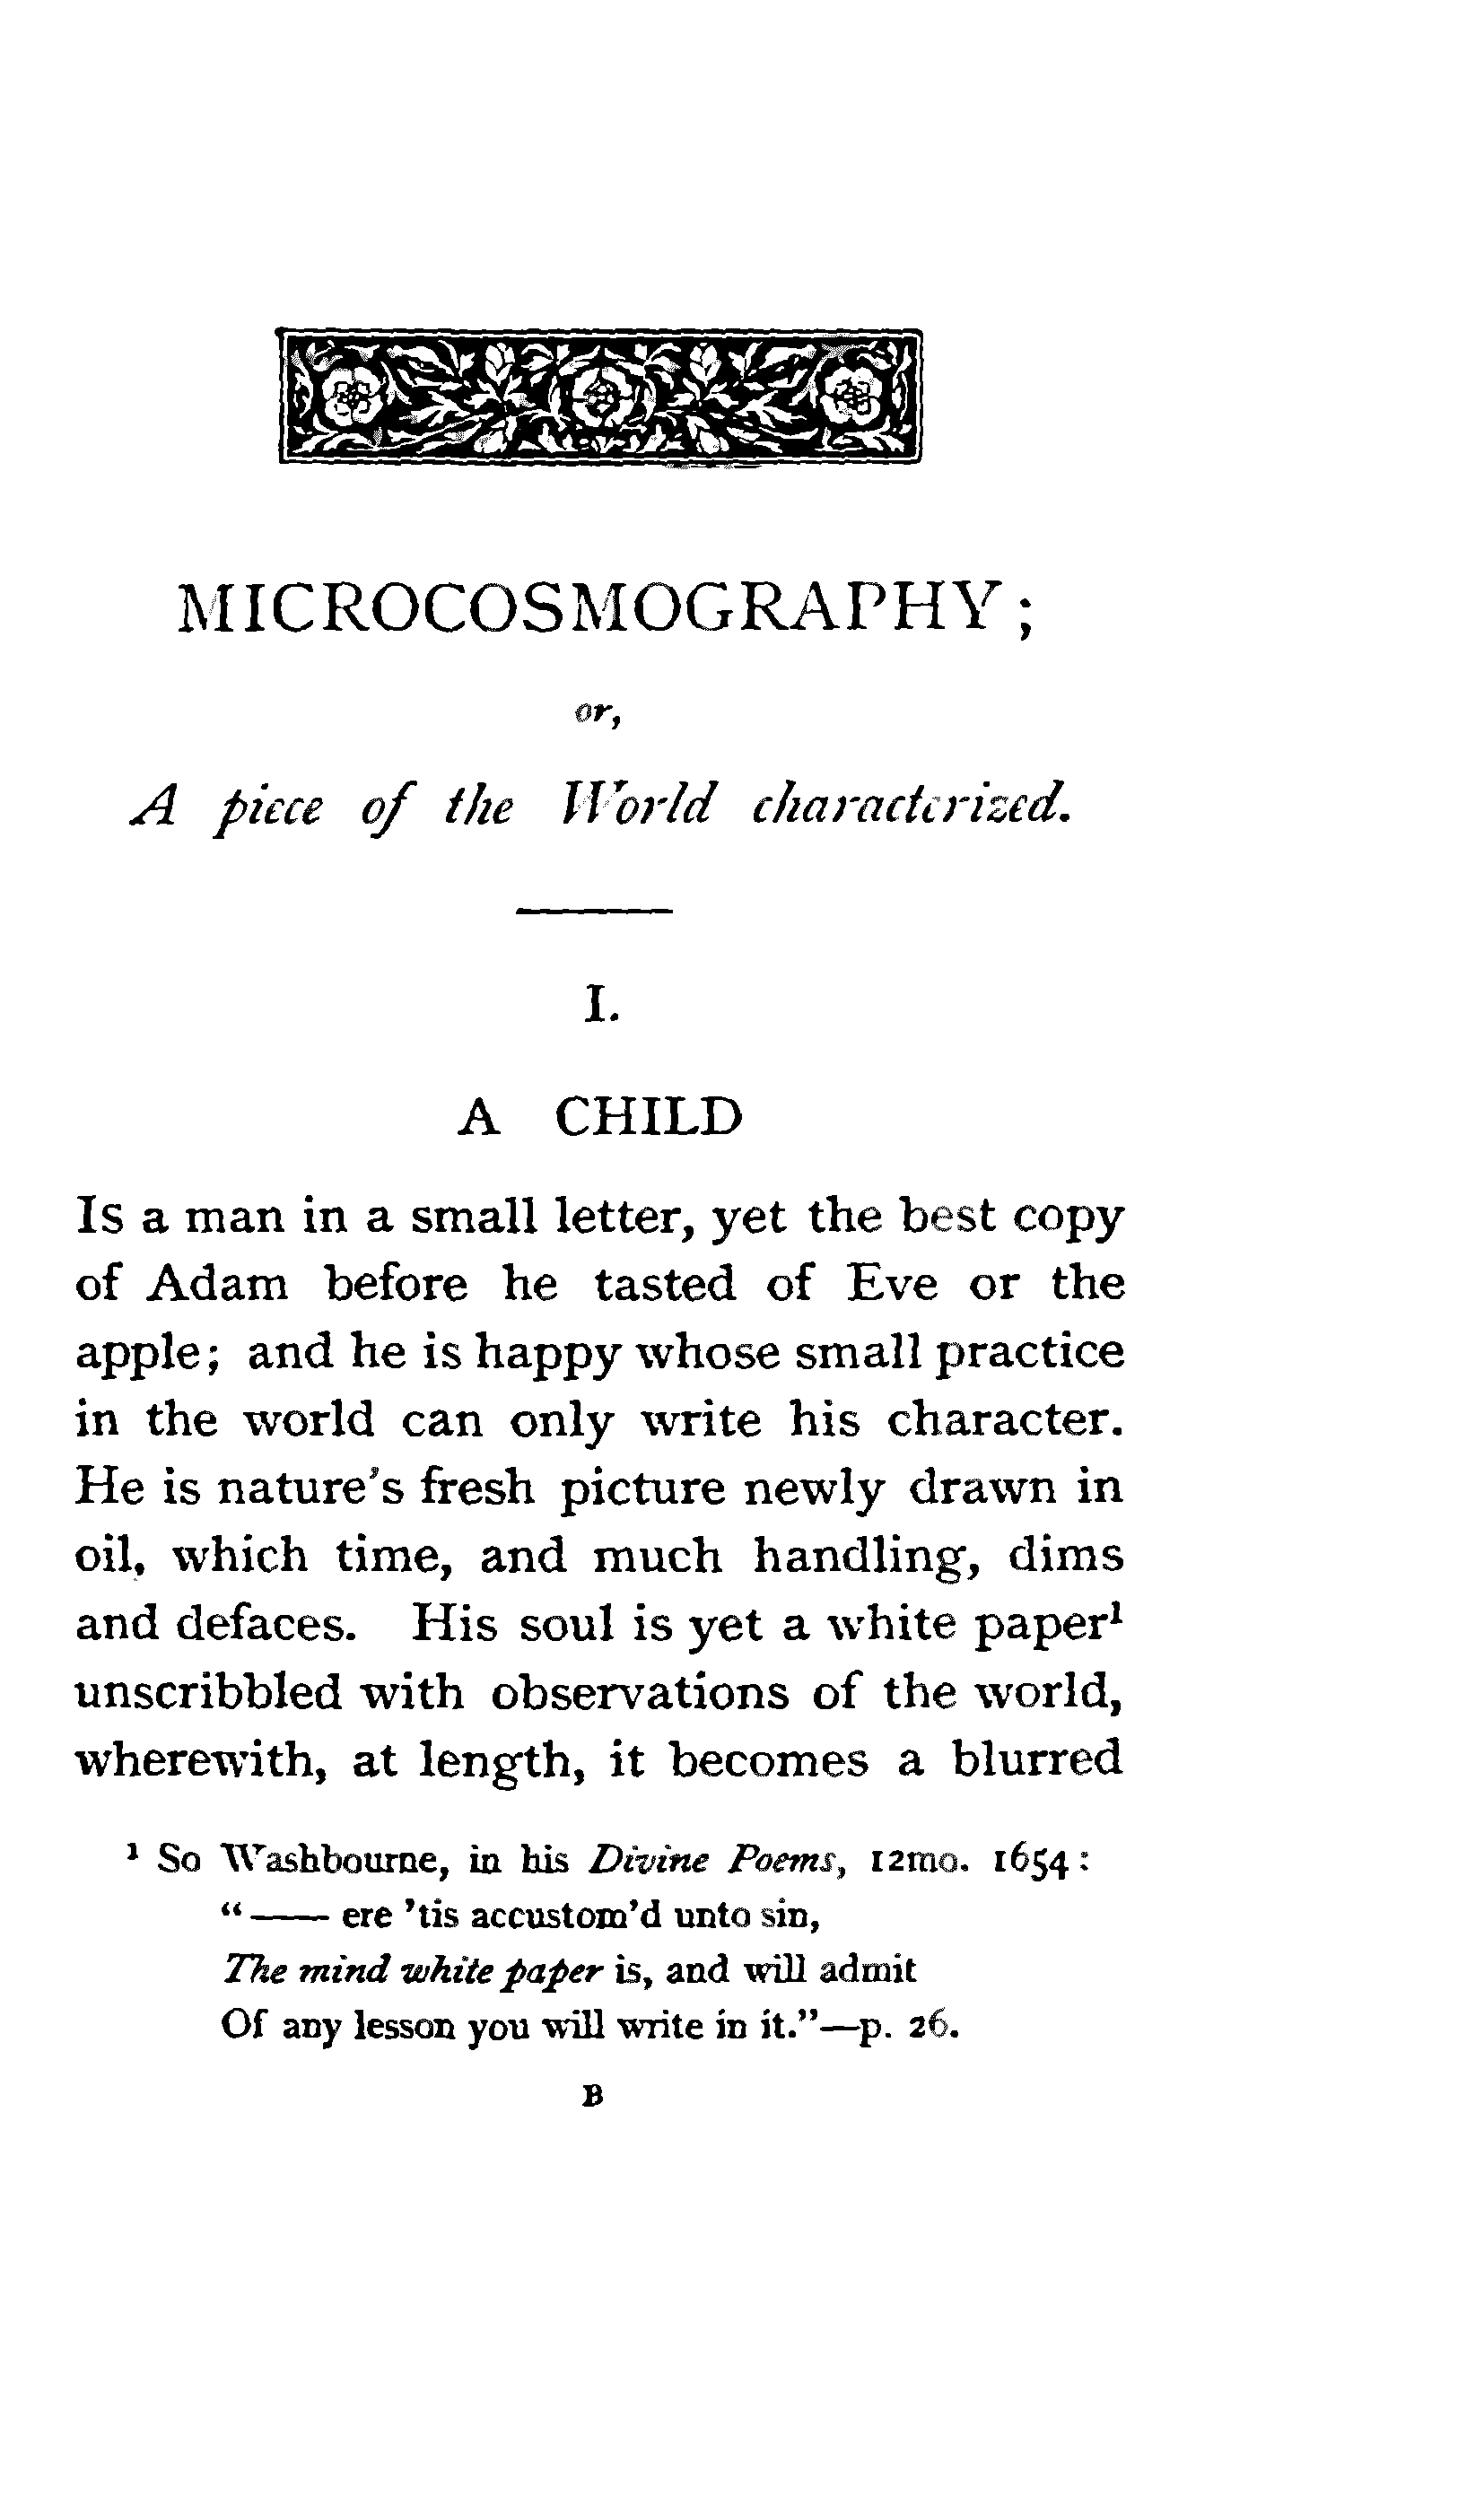 MICROCOSMOGRAPHY;
or,
A piece of the World characterized.
I.
A CHILD
Is a man in a small letter, yet the best copy
of Adam before he tasted of Eve or the
apple; and he is happy whose small practice
in the world can only write his character.
He is nature's fresh picture newly drawn in
oil, which time, and much handling, dims
and defaces. His soul is yet a white paper¹
unscribbled with observations of the world,
wherewith, at length, it becomes a blurred
¹ So Washbourne, in his Divine Poems, 12mo. 1654:
"—— ere 'tis accustom'd unto sin,
The mind white paper is, and will admit
Of any lesson you will write in it."—p. 26.
B